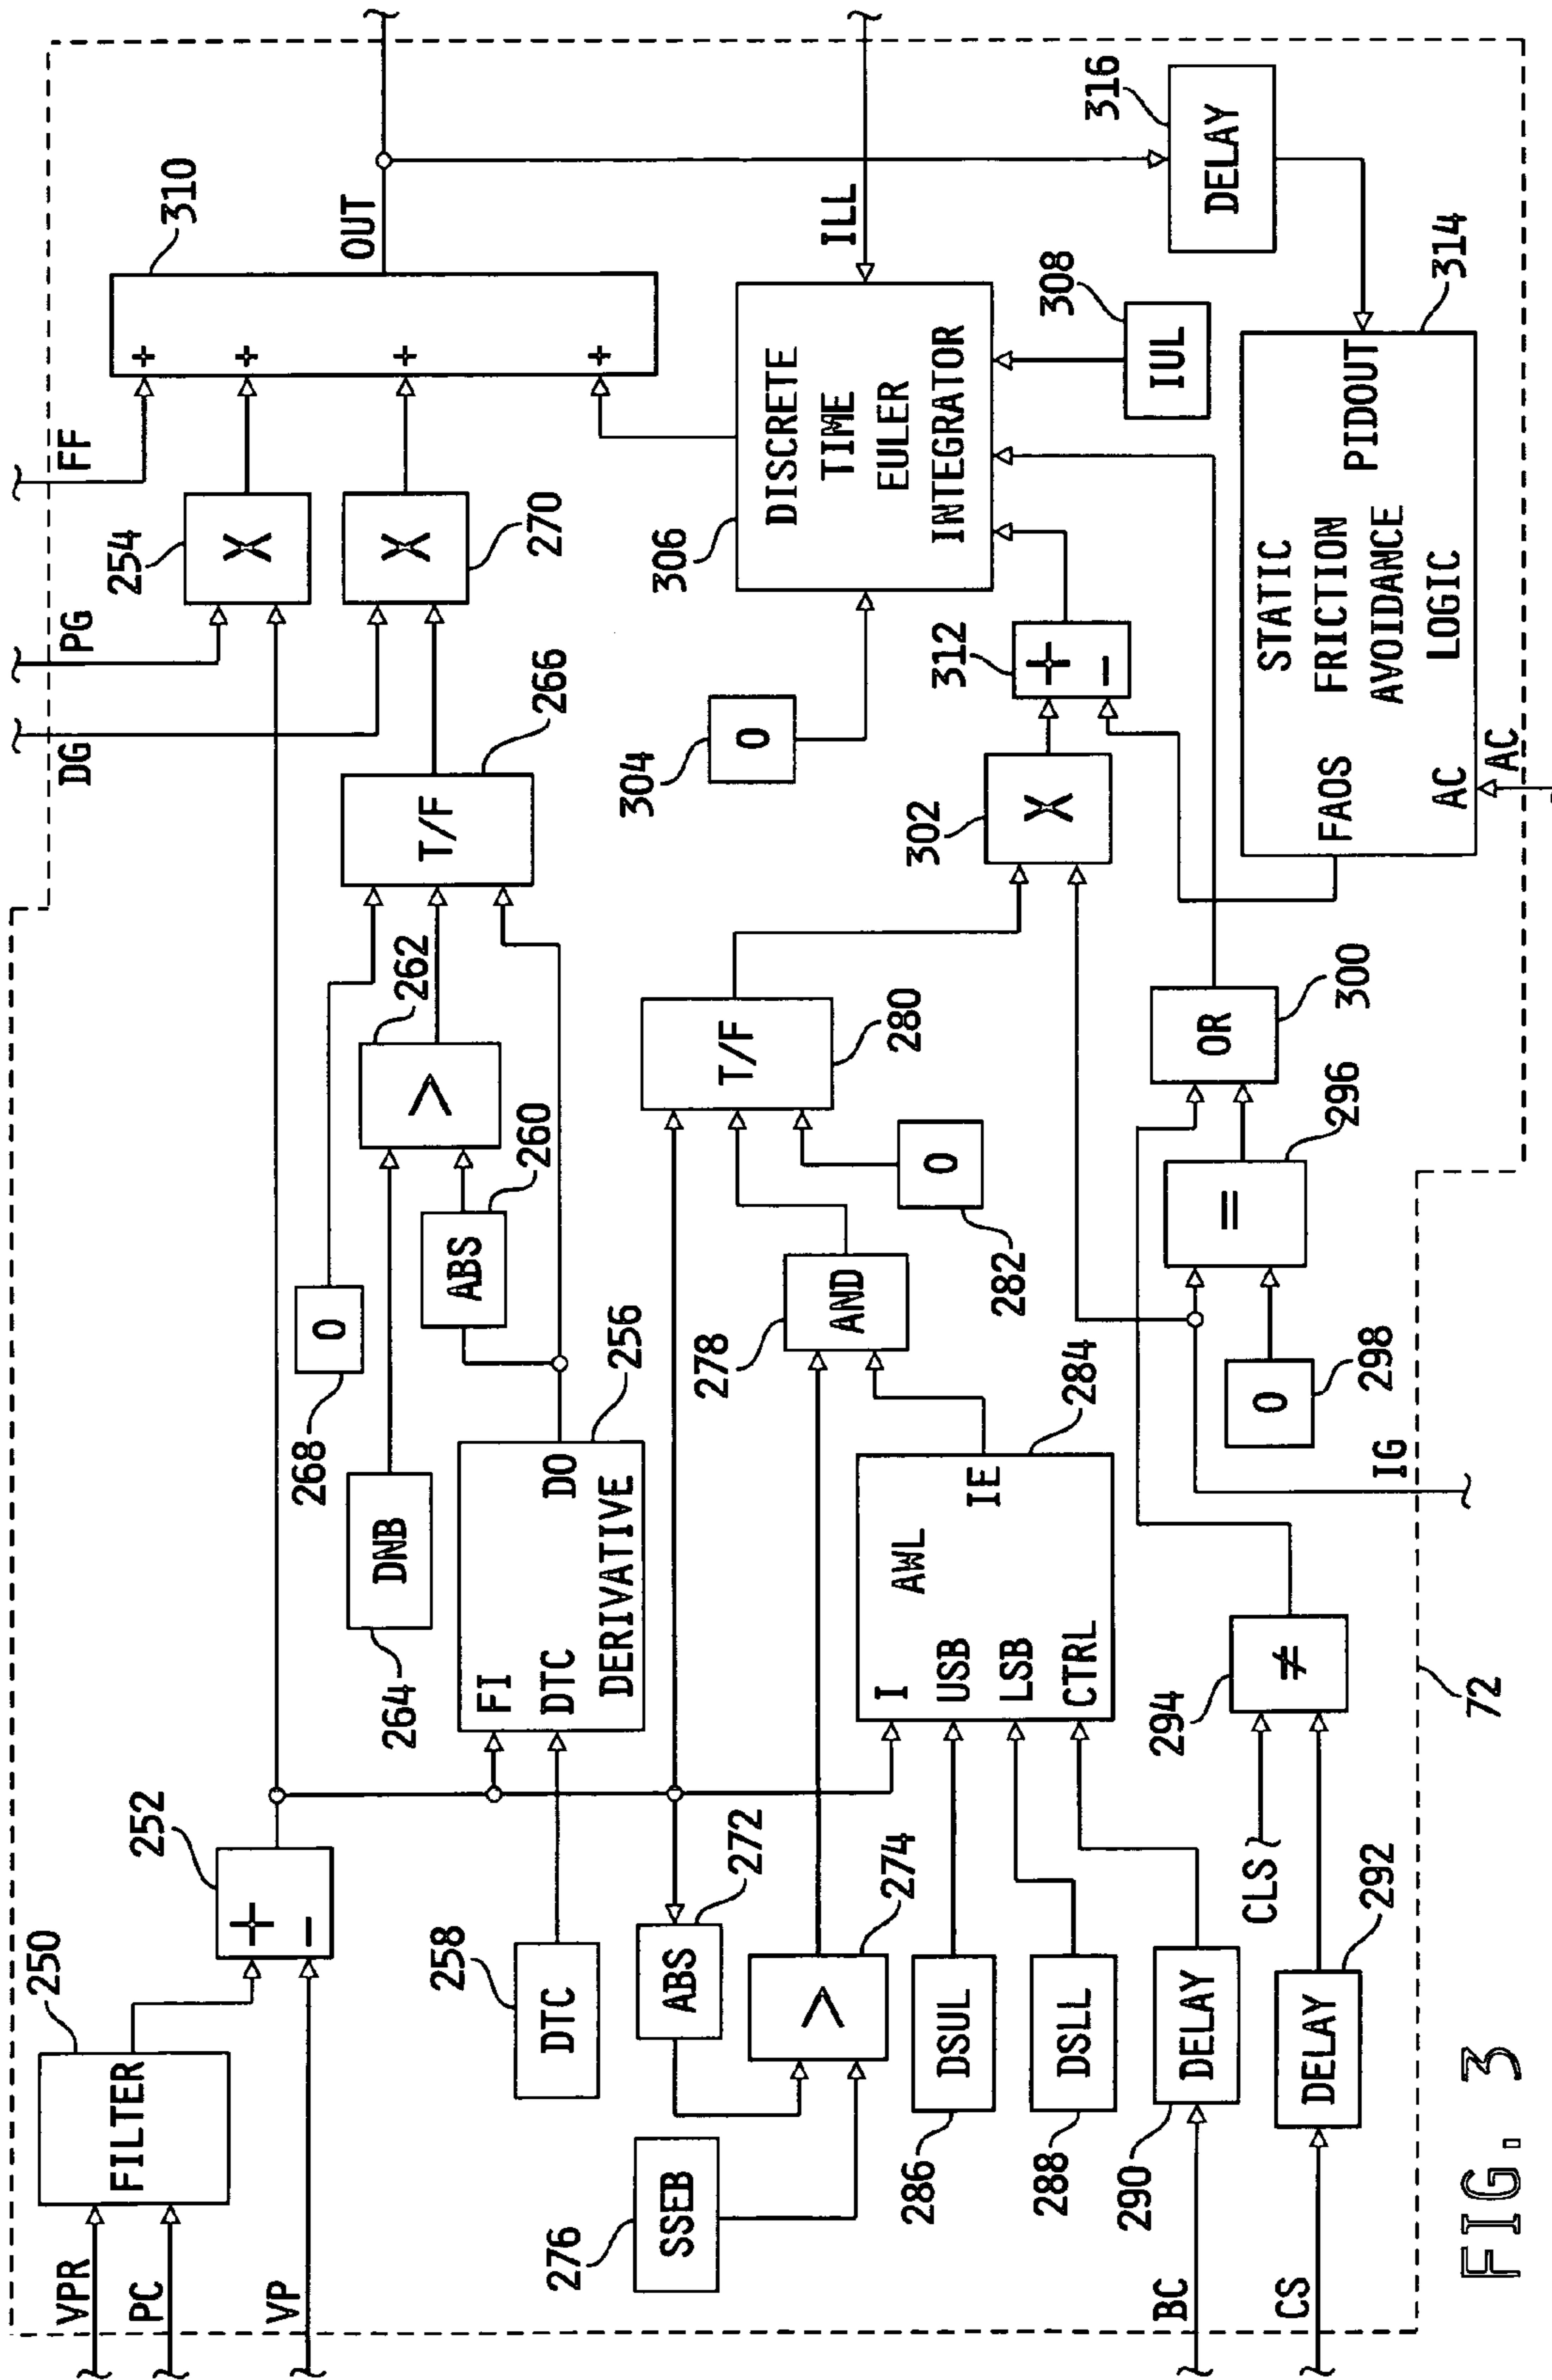 VPR
PC
VP
FILTER
250
252
+
−
DG
PG
FF
254
X
270
X
310
+
+
+
+
OUT
268
0
264
DNB
262
>
260
ABS
266
T/F
FI
DTC
DO
DERIVATIVE
256
258
DTC
272
ABS
274
>
276
SSEB
278
AND
280
T/F
282
0
284
I
AWL
USB
IE
LSB
CTRL
286
DSUL
288
DSLL
290
DELAY
BC
CS
292
DELAY
CLS
294
≠
IG
296
=
298
0
300
OR
302
X
304
0
306
DISCRETE
TIME
EULER
INTEGRATOR
ILL
308
IUL
312
+
−
STATIC
FRICTION
AVOIDANCE
LOGIC
FAOS
PIDOUT
AC
AC
314
316
DELAY
72
FIG. 3